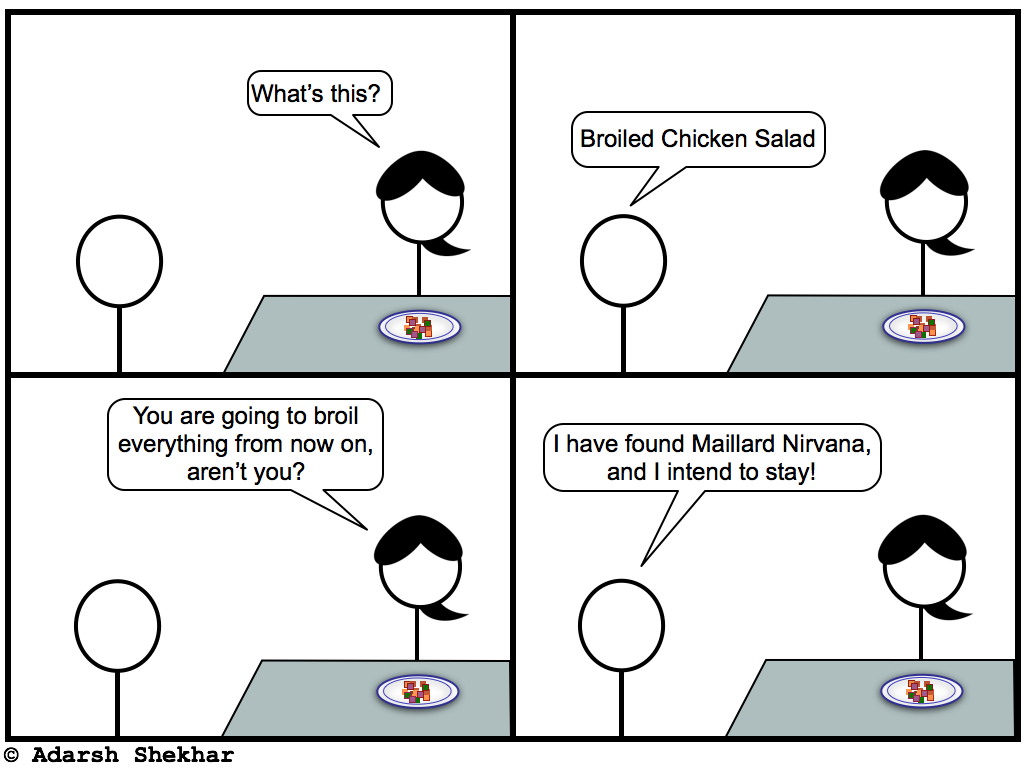 What's this?
Broiled Chicken Salad
You are going to broil
everything from now on,
aren't you?
I have found Maillard Nirvana,
and I intend to stay!
© Adarsh Shekhar